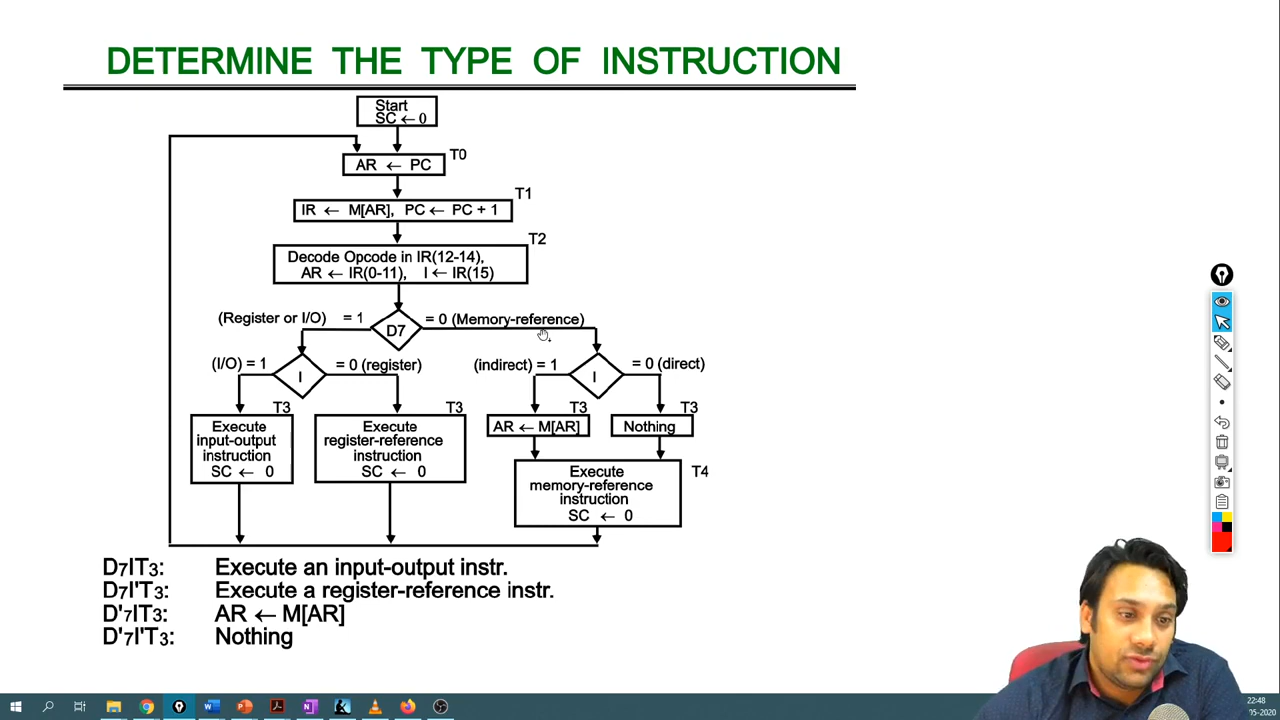 DETERMINE THE TYPE OF INSTRUCTION
Start
SC ← 0
AR ← PC
T0
IR ← M[AR], PC ← PC + 1
T1
Decode Opcode in IR(12-14),
AR ← IR(0-11), I ← IR(15)
T2
(Register or I/O) = 1
D7
= 0 (Memory-reference)
(I/O) = 1
I
= 0 (register)
(indirect) = 1
I
= 0 (direct)
T3
T3
T3
T3
Execute
input-output
instruction
SC ← 0
Execute
register-reference
instruction
SC ← 0
AR ← M[AR]
Nothing
Execute
memory-reference
instruction
SC ← 0
T4
D7IT3: Execute an input-output instr.
D7I'T3: Execute a register-reference instr.
D'7IT3: AR ← M[AR]
D'7I'T3: Nothing
22:48
05-2020